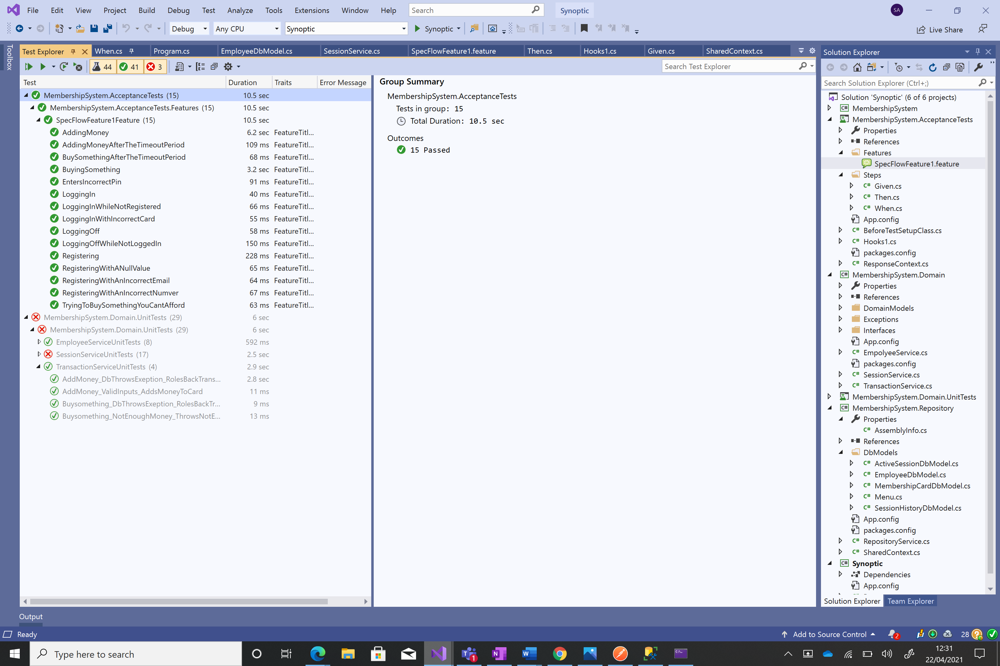 File Edit View Project Build Debug Test Analyze Tools Extensions Window Help Search Synoptic SA
Debug Any CPU Synoptic Synoptic Live Share
Toolbox
Test Explorer When.cs Program.cs EmployeeDbModel.cs SessionService.cs SpecFlowFeature1.feature Then.cs Hooks1.cs Given.cs SharedContext.cs
44 41 3 Search Test Explorer
Test Duration Traits Error Message
MembershipSystem.AcceptanceTests (15) 10.5 sec
MembershipSystem.AcceptanceTests.Features (15) 10.5 sec
SpecFlowFeature1Feature (15) 10.5 sec
AddingMoney 6.2 sec FeatureTitl...
AddingMoneyAfterTheTimeoutPeriod 109 ms FeatureTitl...
BuySomethingAfterTheTimeoutPeriod 68 ms FeatureTitl...
BuyingSomething 3.2 sec FeatureTitl...
EntersIncorrectPin 91 ms FeatureTitl...
LoggingIn 40 ms FeatureTitl...
LoggingInWhileNotRegistered 66 ms FeatureTitl...
LoggingInWithIncorrectCard 55 ms FeatureTitl...
LoggingOff 58 ms FeatureTitl...
LoggingOffWhileNotLoggedIn 150 ms FeatureTitl...
Registering 228 ms FeatureTitl...
RegisteringWithANullValue 65 ms FeatureTitl...
RegisteringWithAnIncorrectEmail 64 ms FeatureTitl...
RegisteringWithAnIncorrectNumver 67 ms FeatureTitl...
TryingToBuySomethingYouCantAfford 63 ms FeatureTitl...
MembershipSystem.Domain.UnitTests (29) 6 sec
MembershipSystem.Domain.UnitTests (29) 6 sec
EmployeeServiceUnitTests (8) 592 ms
SessionServiceUnitTests (17) 2.5 sec
TransactionServiceUnitTests (4) 2.9 sec
AddMoney_DbThrowsExeption_RolesBackTrans... 2.8 sec
AddMoney_ValidInputs_AddsMoneyToCard 11 ms
Buysomething_DbThrowsExeption_RolesBackTr... 9 ms
Buysomething_NotEnoughMoney_ThrowsNotE... 13 ms
Group Summary
MembershipSystem.AcceptanceTests
Tests in group: 15
Total Duration: 10.5 sec
Outcomes
15 Passed
Solution Explorer
Search Solution Explorer (Ctrl+;)
Solution 'Synoptic' (6 of 6 projects)
C# MembershipSystem
MembershipSystem.AcceptanceTests
Properties
References
Features
SpecFlowFeature1.feature
Steps
C# Given.cs
C# Then.cs
C# When.cs
App.config
C# BeforeTestSetupClass.cs
C# Hooks1.cs
packages.config
C# ResponseContext.cs
C# MembershipSystem.Domain
Properties
References
DomainModels
Exceptions
Interfaces
App.config
C# EmpolyeeService.cs
packages.config
C# SessionService.cs
C# TransactionService.cs
MembershipSystem.Domain.UnitTests
C# MembershipSystem.Repository
Properties
C# AssemblyInfo.cs
References
DbModels
C# ActiveSessionDbModel.cs
C# EmployeeDbModel.cs
C# MembershipCardDbModel.cs
C# Menu.cs
C# SessionHistoryDbModel.cs
App.config
packages.config
C# RepositoryService.cs
C# SharedContext.cs
C# Synoptic
Dependencies
App.config
Solution Explorer Team Explorer
Output
Ready Add to Source Control 2 28
Type here to search 1 12:31
22/04/2021